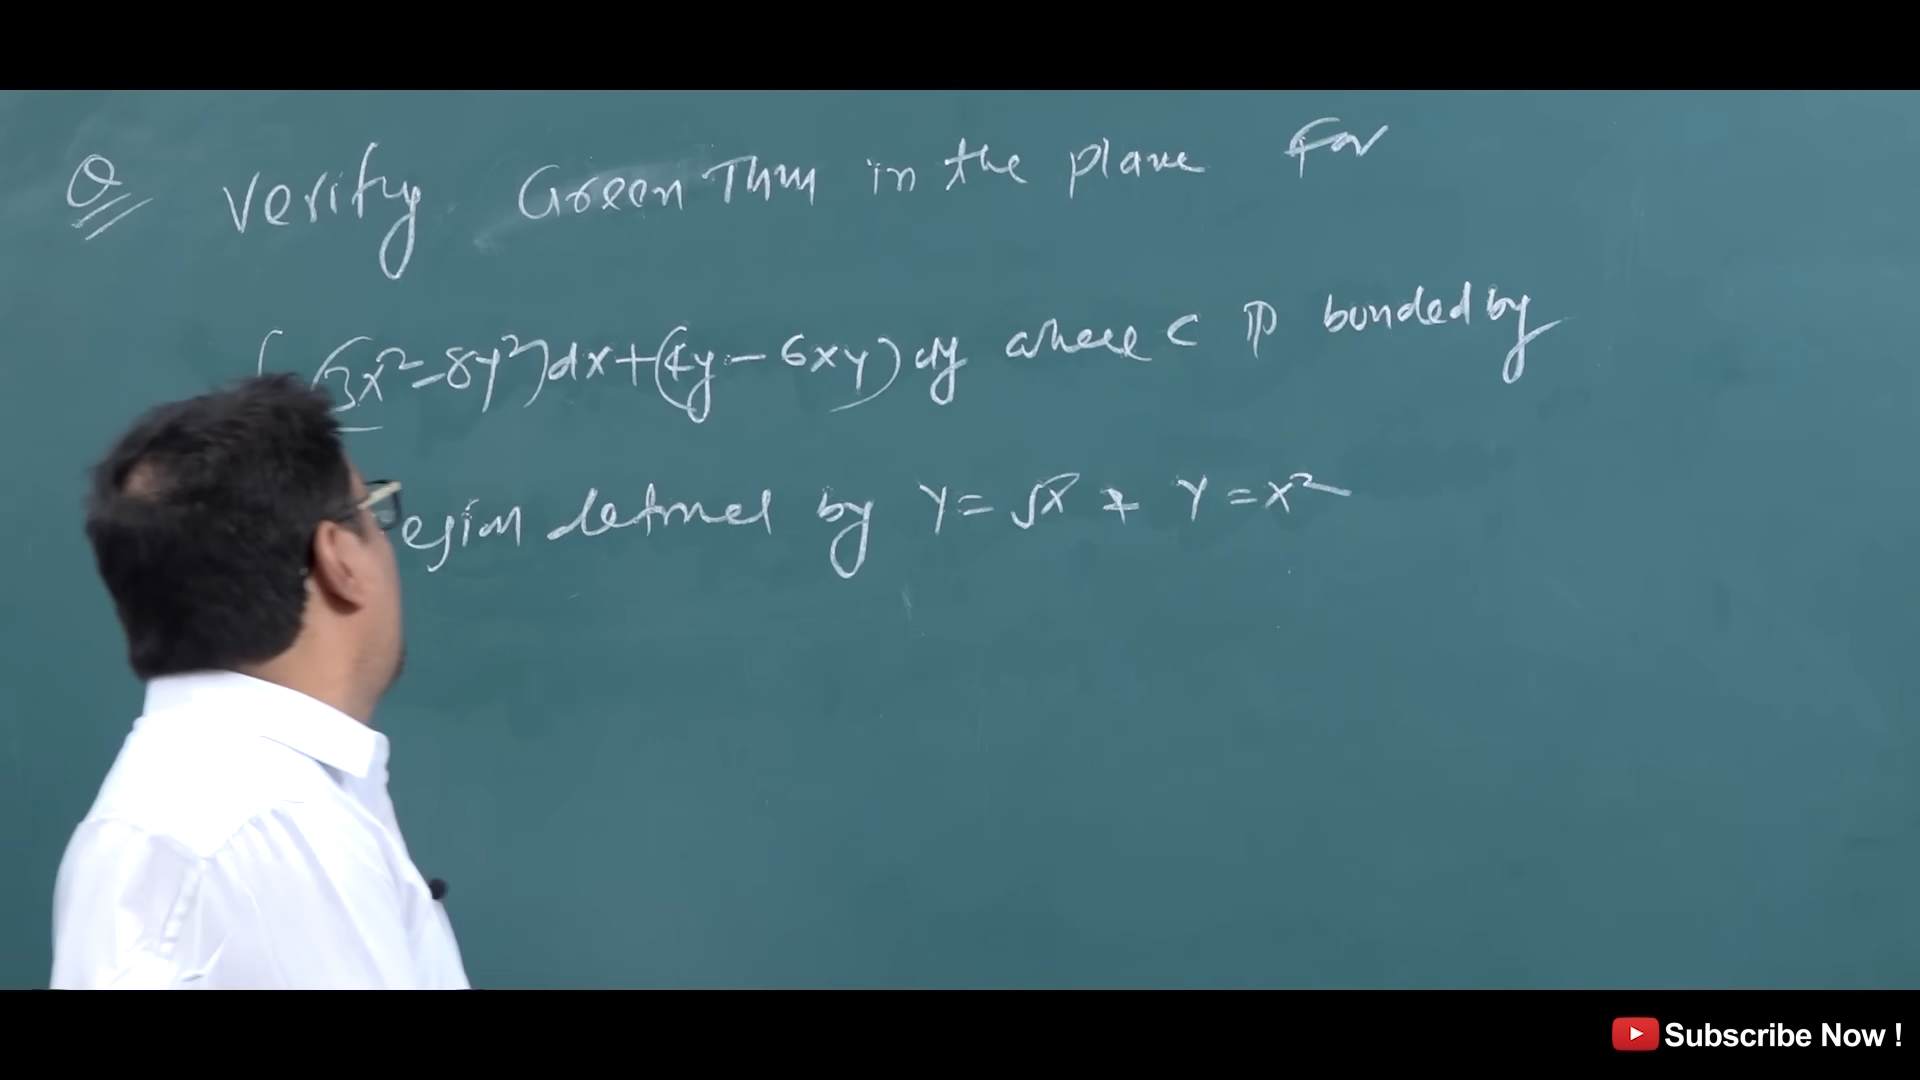 Q Verify Green Thm in the plane for
∫ (3x²-8y²)dx+(4y-6xy)dy where C is bonded by
egion defined by y=√x & y=x²
Subscribe Now !